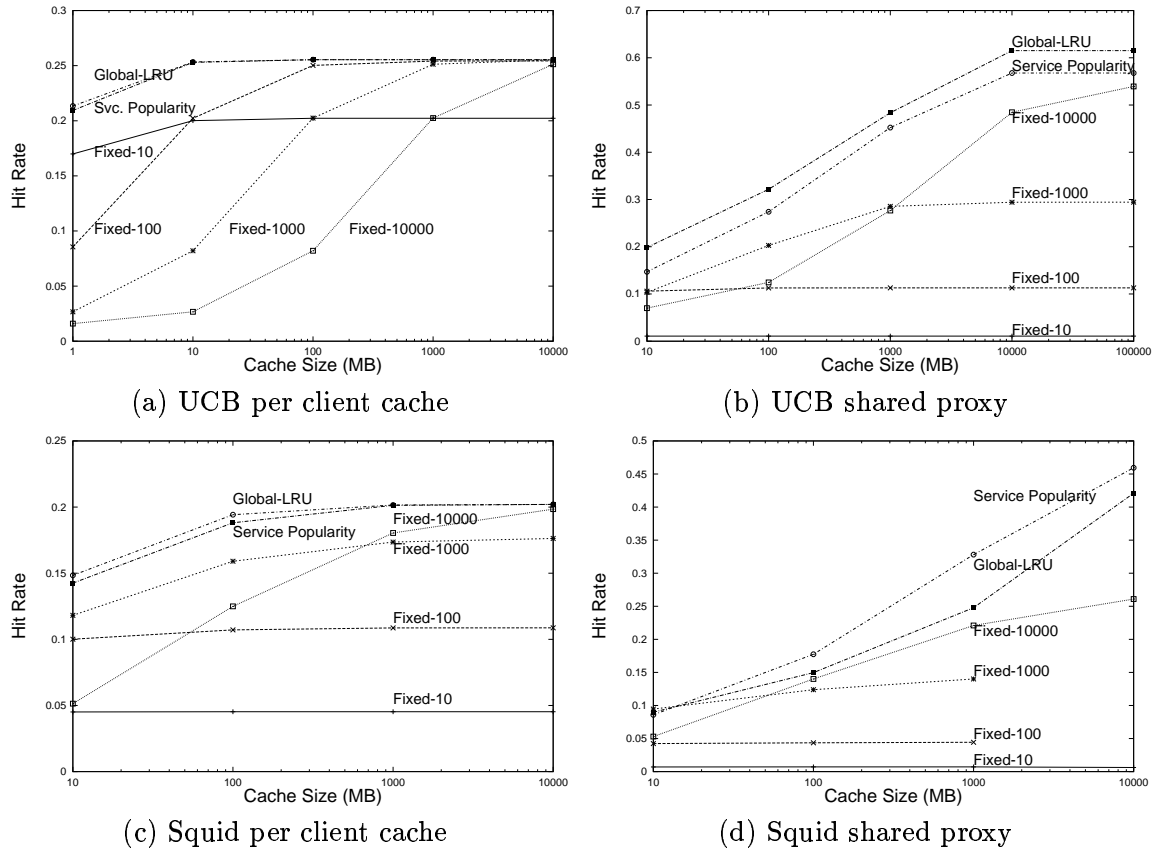 0.3
0.25
0.2
0.15
0.1
0.05
0
Hit Rate
Global-LRU
Svc. Popularity
Fixed-10
Fixed-100
Fixed-1000
Fixed-10000
1
10
100
1000
10000
Cache Size (MB)
(a) UCB per client cache
0.7
0.6
0.5
0.4
0.3
0.2
0.1
0
Hit Rate
Global-LRU
Service Popularity
Fixed-10000
Fixed-1000
Fixed-100
Fixed-10
10
100
1000
10000
100000
Cache Size (MB)
(b) UCB shared proxy
0.25
0.2
0.15
0.1
0.05
0
Hit Rate
Global-LRU
Service Popularity
Fixed-10000
Fixed-1000
Fixed-100
Fixed-10
10
100
1000
10000
Cache Size (MB)
(c) Squid per client cache
0.5
0.45
0.4
0.35
0.3
0.25
0.2
0.15
0.1
0.05
0
Hit Rate
Service Popularity
Global-LRU
Fixed-10000
Fixed-1000
Fixed-100
Fixed-10
10
100
1000
10000
Cache Size (MB)
(d) Squid shared proxy